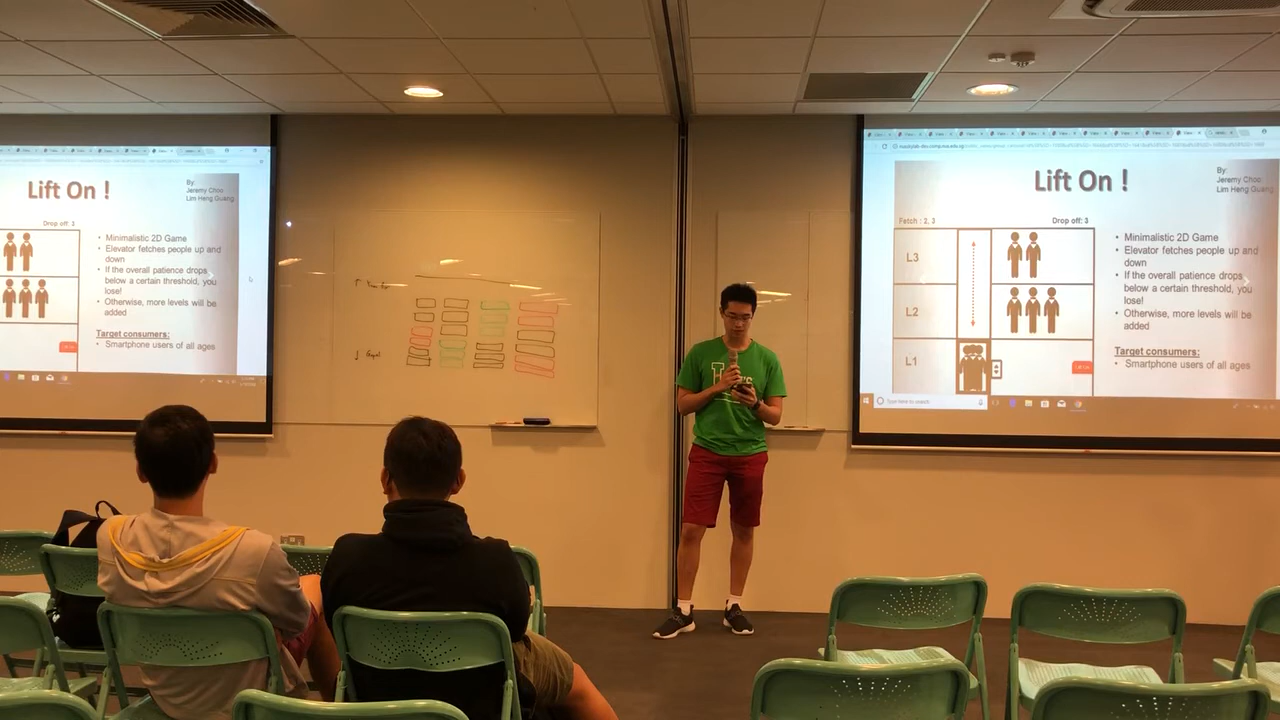 Lift On !
By:
Jeremy Choo
Lim Heng Guang
Drop off: 3
• Minimalistic 2D Game
• Elevator fetches people up and
down
• If the overall patience drops
below a certain threshold, you
lose!
• Otherwise, more levels will be
added
Target consumers:
• Smartphone users of all ages
Lift On !
By:
Jeremy Choo
Lim Heng Guang
Fetch : 2, 3
Drop off: 3
L3
L2
L1
• Minimalistic 2D Game
• Elevator fetches people up and
down
• If the overall patience drops
below a certain threshold, you
lose!
• Otherwise, more levels will be
added
Target consumers:
• Smartphone users of all ages
Type here to search